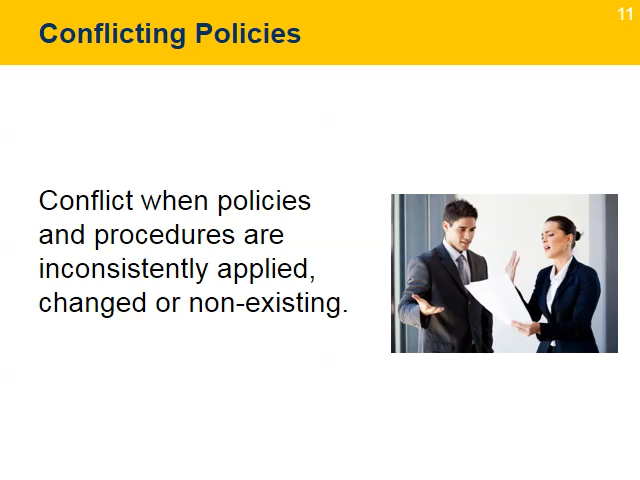 11
Conflicting Policies
Conflict when policies
and procedures are
inconsistently applied,
changed or non-existing.